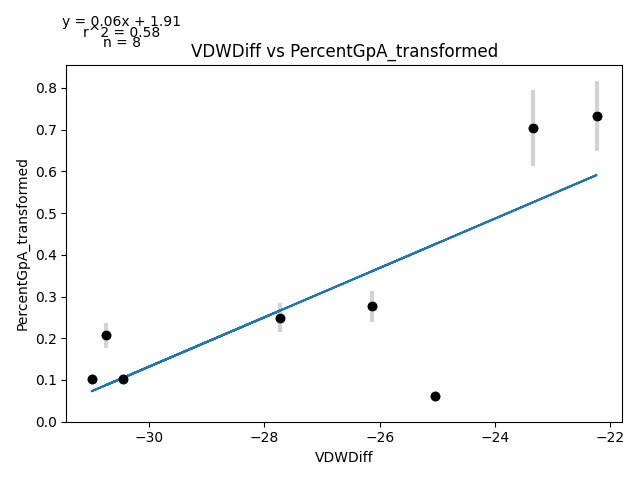 y = 0.06x + 1.91
r^2 = 0.58
n = 8
VDWDiff vs PercentGpA_transformed
PercentGpA_transformed
0.8
0.7
0.6
0.5
0.4
0.3
0.2
0.1
0.0
−30
−28
−26
−24
−22
VDWDiff